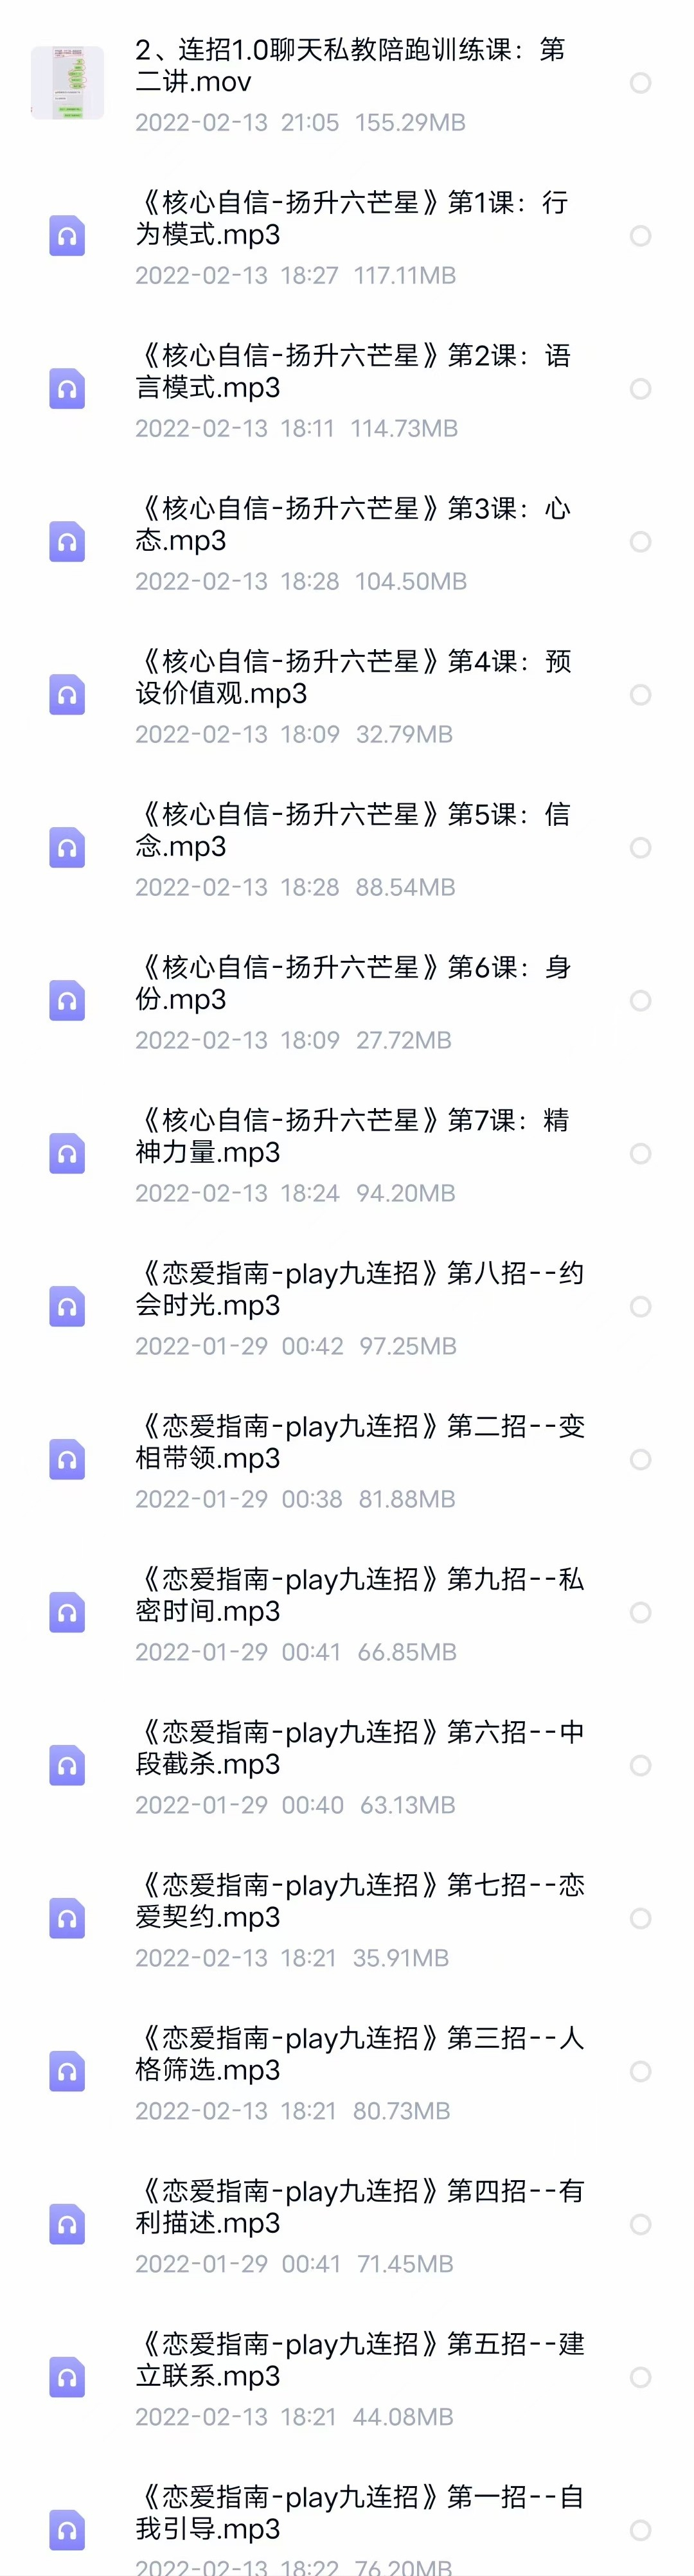 2、连招1.0聊天私教陪跑训练课：第
二讲.mov
2022-02-13 21:05 155.29MB
《核心自信-扬升六芒星》第1课：行
为模式.mp3
2022-02-13 18:27 117.11MB
《核心自信-扬升六芒星》第2课：语
言模式.mp3
2022-02-13 18:11 114.73MB
《核心自信-扬升六芒星》第3课：心
态.mp3
2022-02-13 18:28 104.50MB
《核心自信-扬升六芒星》第4课：预
设价值观.mp3
2022-02-13 18:09 32.79MB
《核心自信-扬升六芒星》第5课：信
念.mp3
2022-02-13 18:28 88.54MB
《核心自信-扬升六芒星》第6课：身
份.mp3
2022-02-13 18:09 27.72MB
《核心自信-扬升六芒星》第7课：精
神力量.mp3
2022-02-13 18:24 94.20MB
《恋爱指南-play九连招》第八招--约
会时光.mp3
2022-01-29 00:42 97.25MB
《恋爱指南-play九连招》第二招--变
相带领.mp3
2022-01-29 00:38 81.88MB
《恋爱指南-play九连招》第九招--私
密时间.mp3
2022-01-29 00:41 66.85MB
《恋爱指南-play九连招》第六招--中
段截杀.mp3
2022-01-29 00:40 63.13MB
《恋爱指南-play九连招》第七招--恋
爱契约.mp3
2022-02-13 18:21 35.91MB
《恋爱指南-play九连招》第三招--人
格筛选.mp3
2022-02-13 18:21 80.73MB
《恋爱指南-play九连招》第四招--有
利描述.mp3
2022-01-29 00:41 71.45MB
《恋爱指南-play九连招》第五招--建
立联系.mp3
2022-02-13 18:21 44.08MB
《恋爱指南-play九连招》第一招--自
我引导.mp3
2022-02-13 18:22 76.20MB